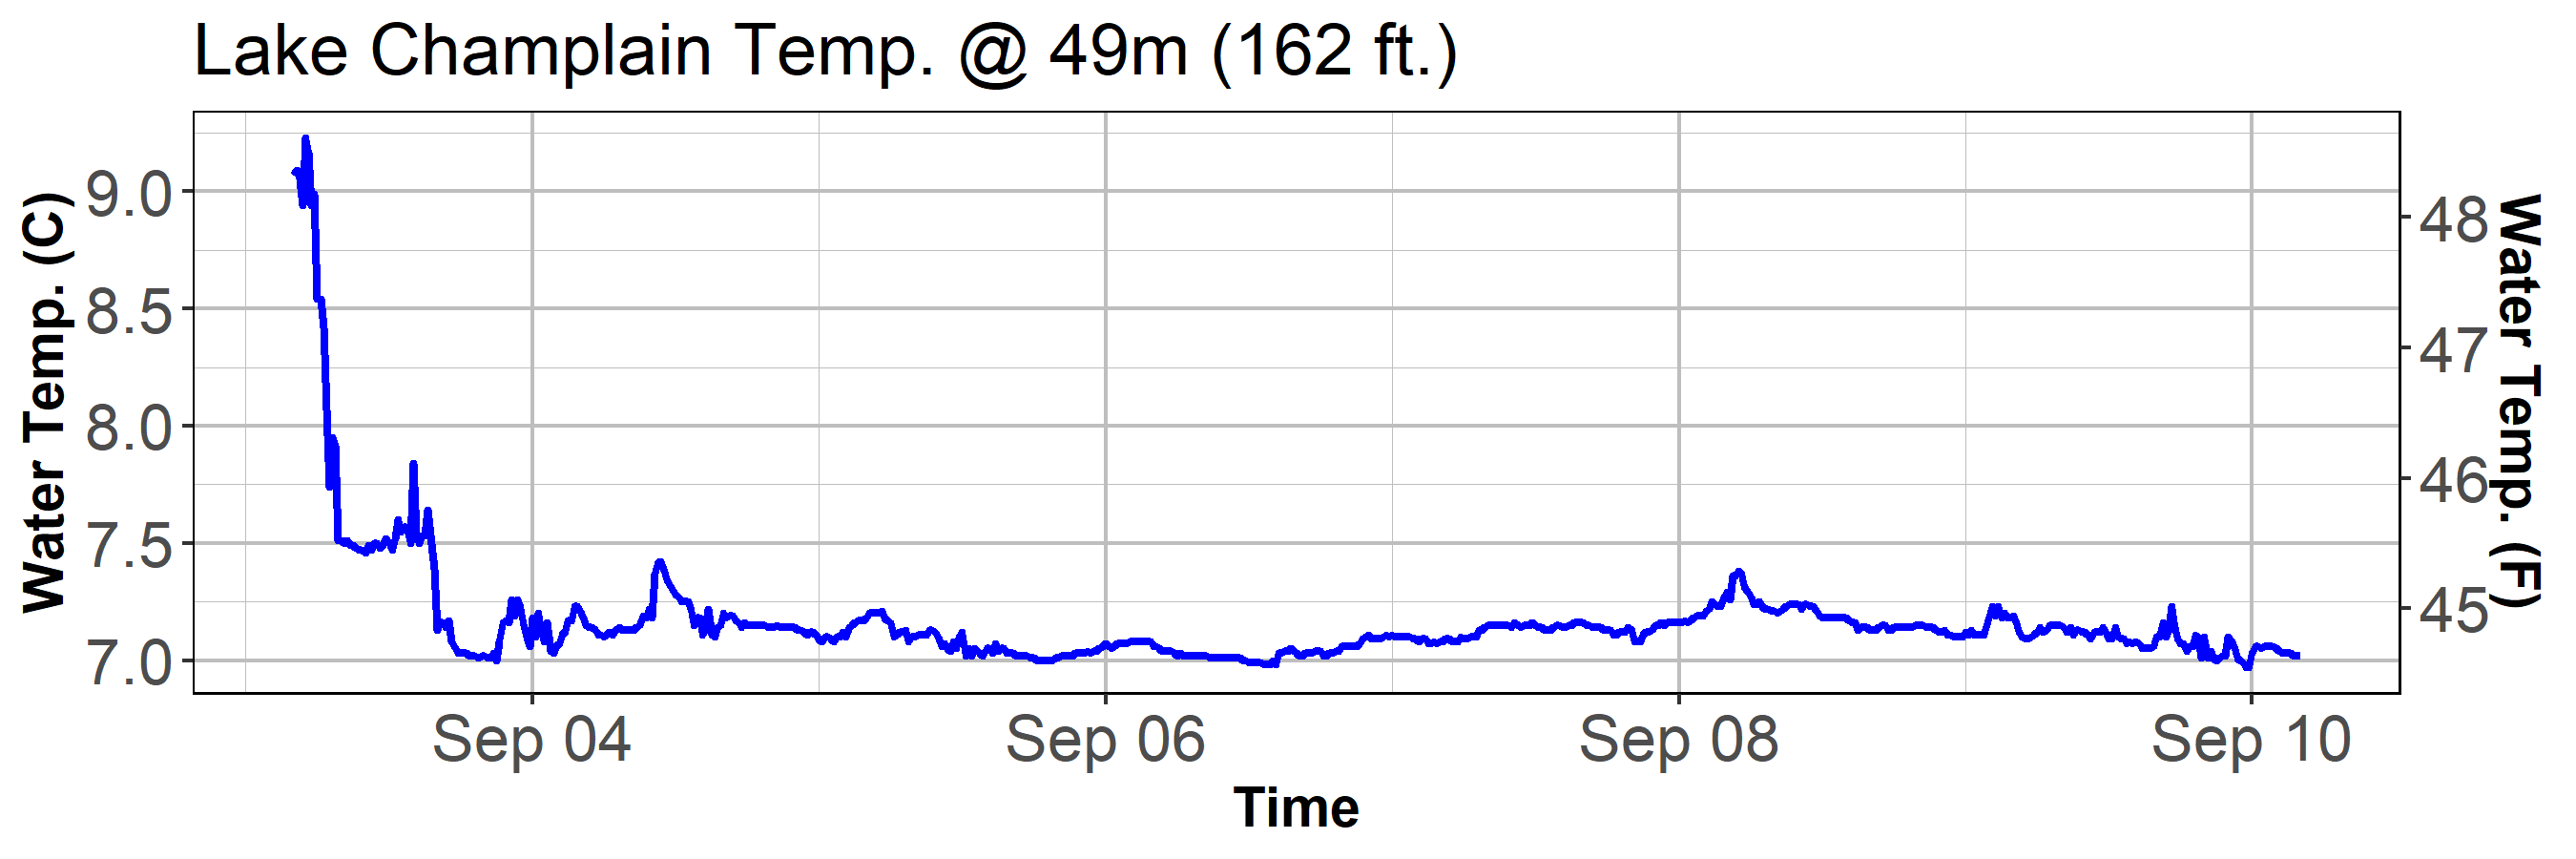 Lake Champlain Temp. @ 49m (162 ft.)
Water Temp. (C)
9.0
8.5
8.0
7.5
7.0
48
47
46
45
Water Temp. (F)
Sep 04 Sep 06 Sep 08 Sep 10
Time